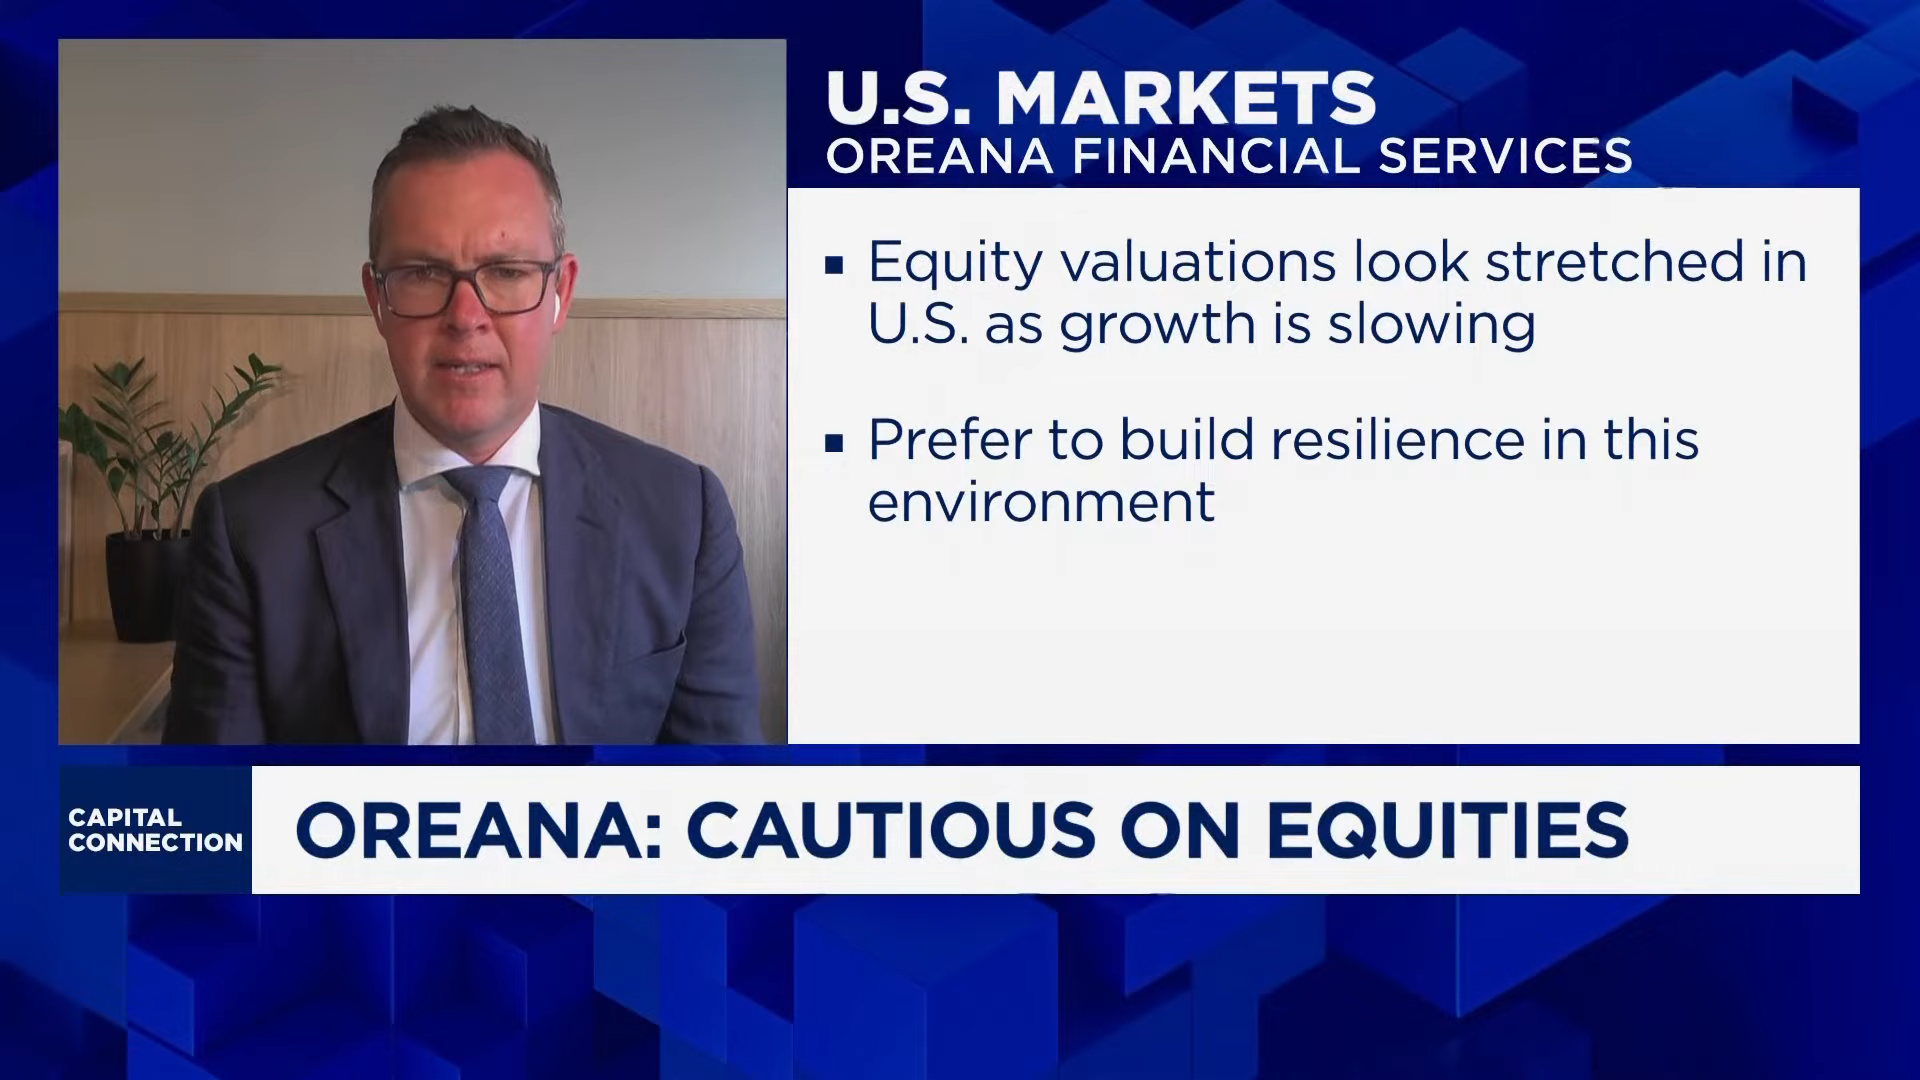 U.S. MARKETS
OREANA FINANCIAL SERVICES
▪ Equity valuations look stretched in
U.S. as growth is slowing
▪ Prefer to build resilience in this
environment
CAPITAL
CONNECTION
OREANA: CAUTIOUS ON EQUITIES